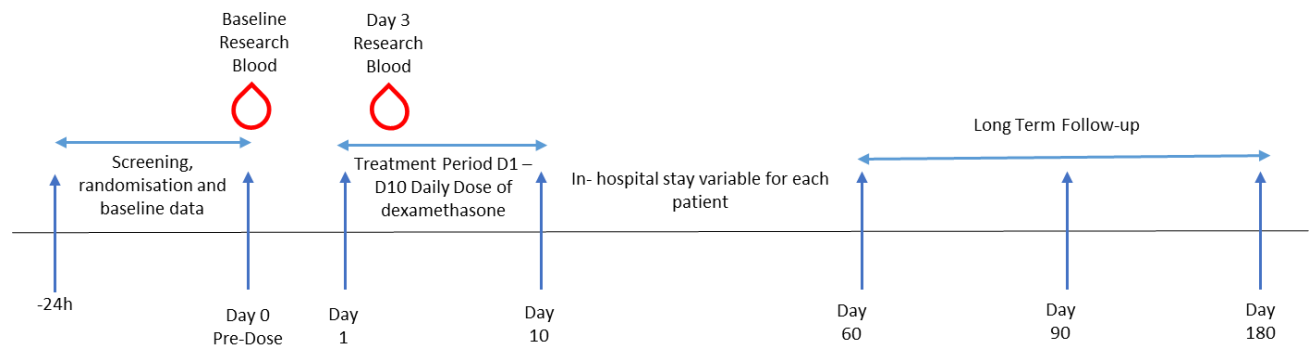 Baseline
Research
Blood
Day 3
Research
Blood
Screening,
randomisation and
baseline data
Treatment Period D1 –
D10 Daily Dose of
dexamethasone
In- hospital stay variable for each
patient
Long Term Follow-up
-24h
Day 0
Pre-Dose
Day
1
Day
10
Day
60
Day
90
Day
180